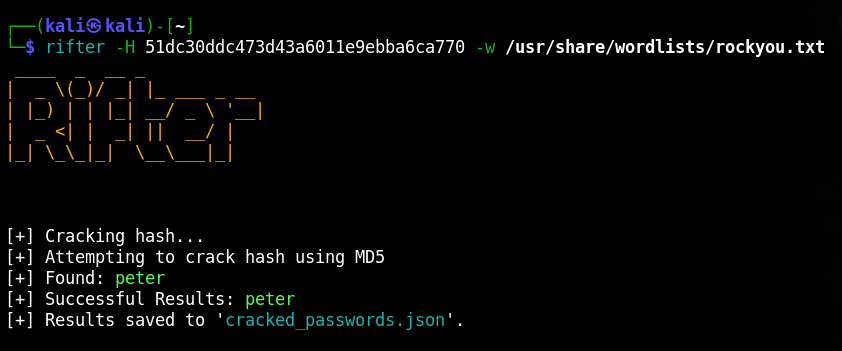 ┌──(kali㉿kali)-[~]
└─$ rifter -H 51dc30ddc473d43a6011e9ebba6ca770 -w /usr/share/wordlists/rockyou.txt
Rifter
[+] Cracking hash...
[+] Attempting to crack hash using MD5
[+] Found: peter
[+] Successful Results: peter
[+] Results saved to 'cracked_passwords.json'.